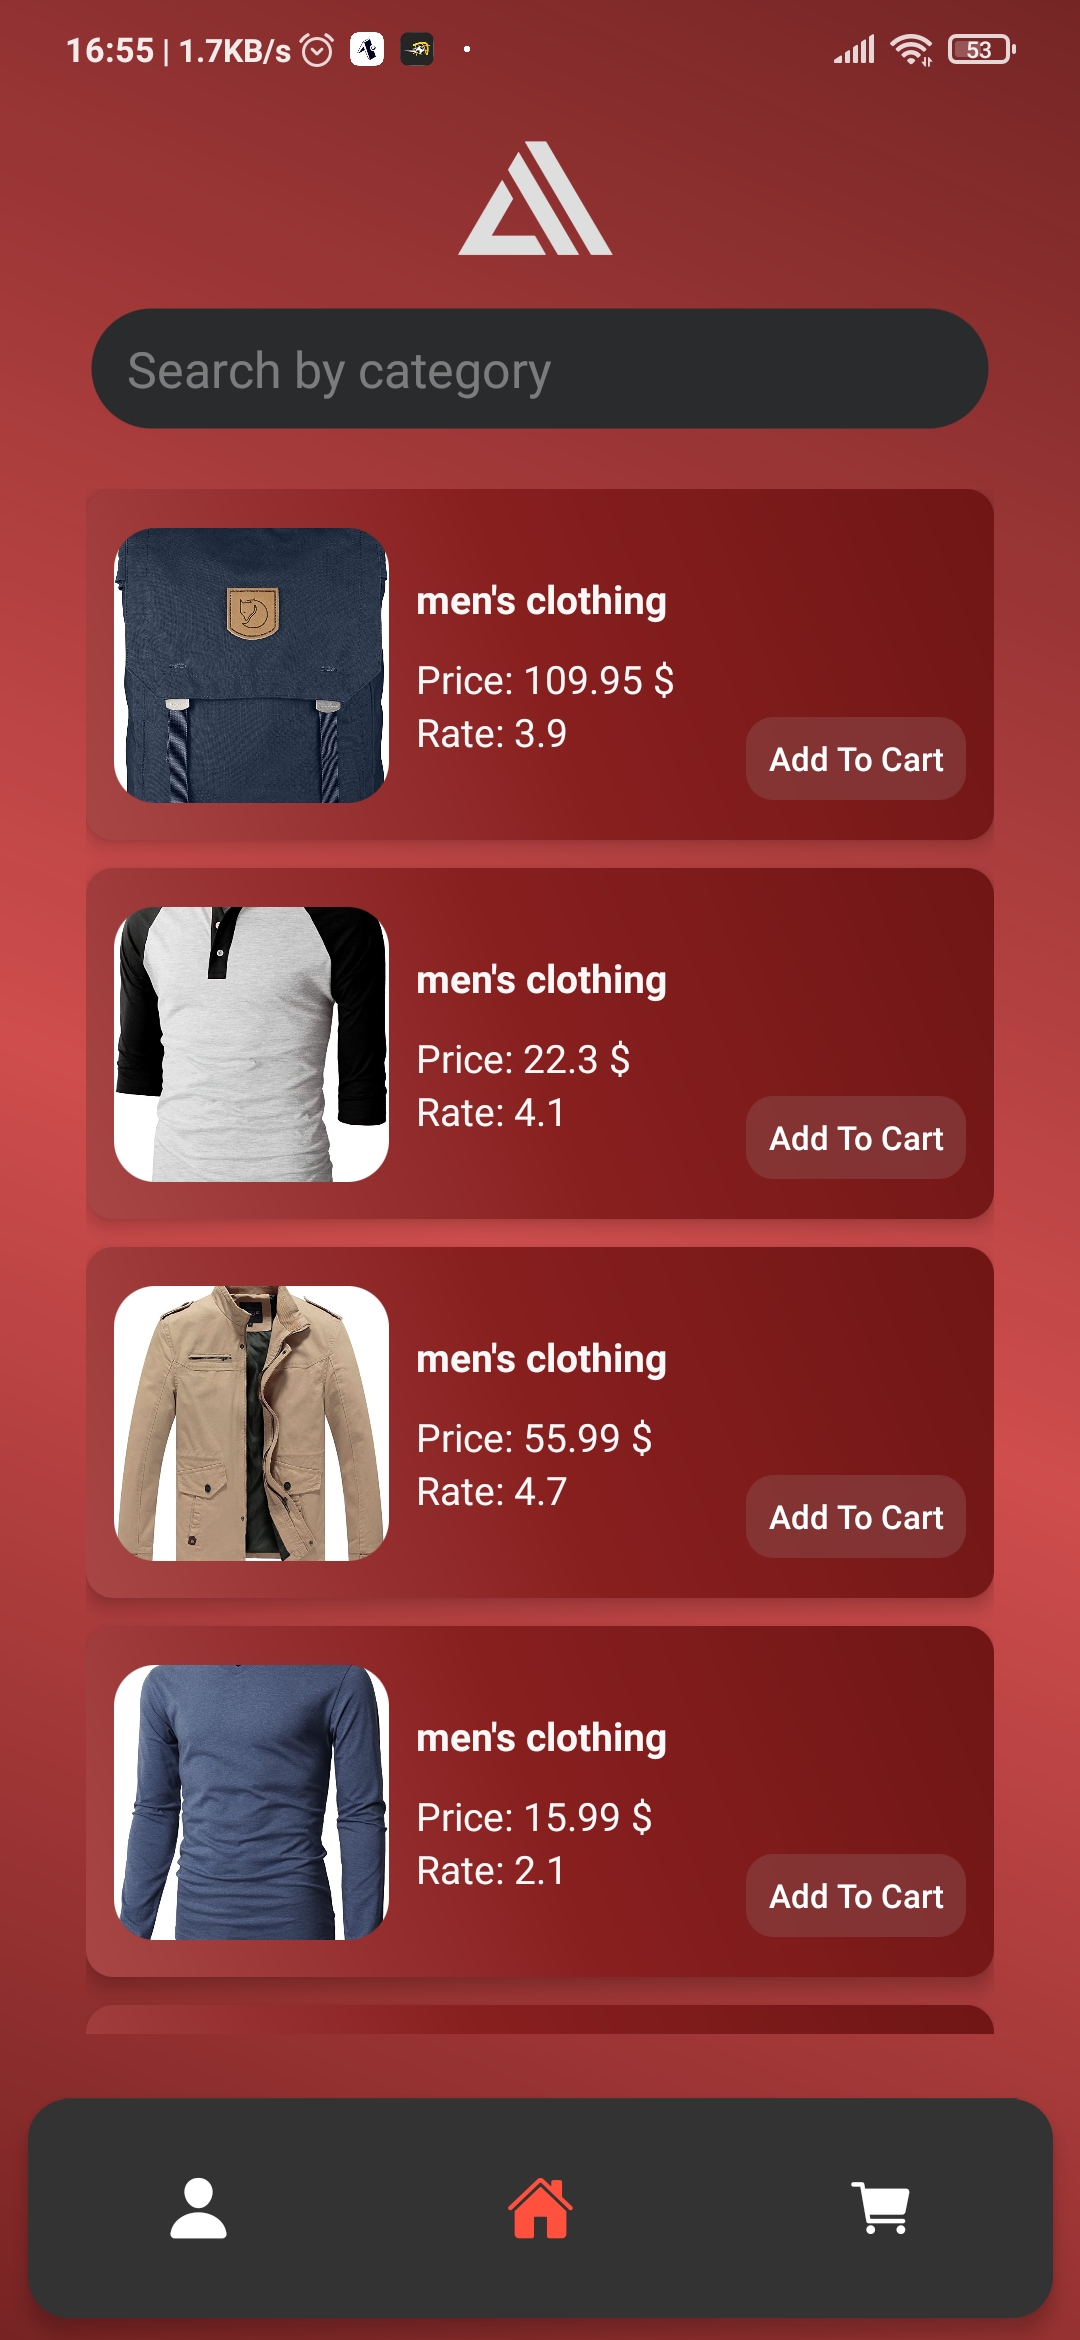 16:55 | 1.7KB/s
53
Search by category
men's clothing
Price: 109.95 $
Rate: 3.9
Add To Cart
men's clothing
Price: 22.3 $
Rate: 4.1
Add To Cart
men's clothing
Price: 55.99 $
Rate: 4.7
Add To Cart
men's clothing
Price: 15.99 $
Rate: 2.1
Add To Cart